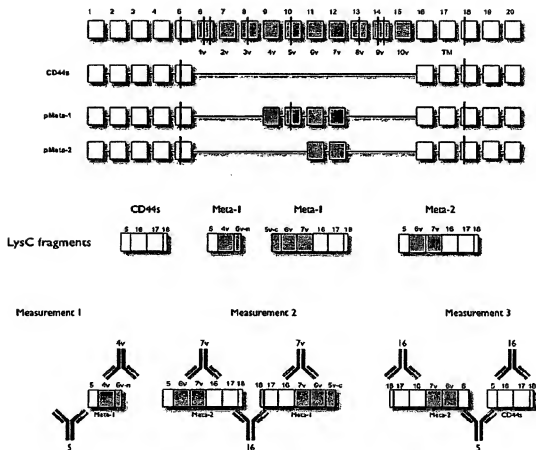 1 2 3 4 5 6 7 8 9 10 11 12 13 14 15 16 17 18 19 20
1v 2v 3v 4v 5v 6v 7v 8v 9v 10v TM
CD44s
pMeta-1
pMeta-2
CD44s Meta-1 Meta-1 Meta-2
LysC fragments
5 16 17 18 5 4v 5v-n 5v-c 6v 7v 16 17 18 5 6v 7v 16 17 18
Measurement 1 Measurement 2 Measurement 3
4v 7v 7v 16 16
5 4v 5v-n 5 6v 7v 16 17 18 18 17 16 7v 6v 5v-c 18 17 16 7v 6v 5 5 16 17 18
Meta-1 Meta-2 Meta-1 Meta-2 CD44s
5 16 5